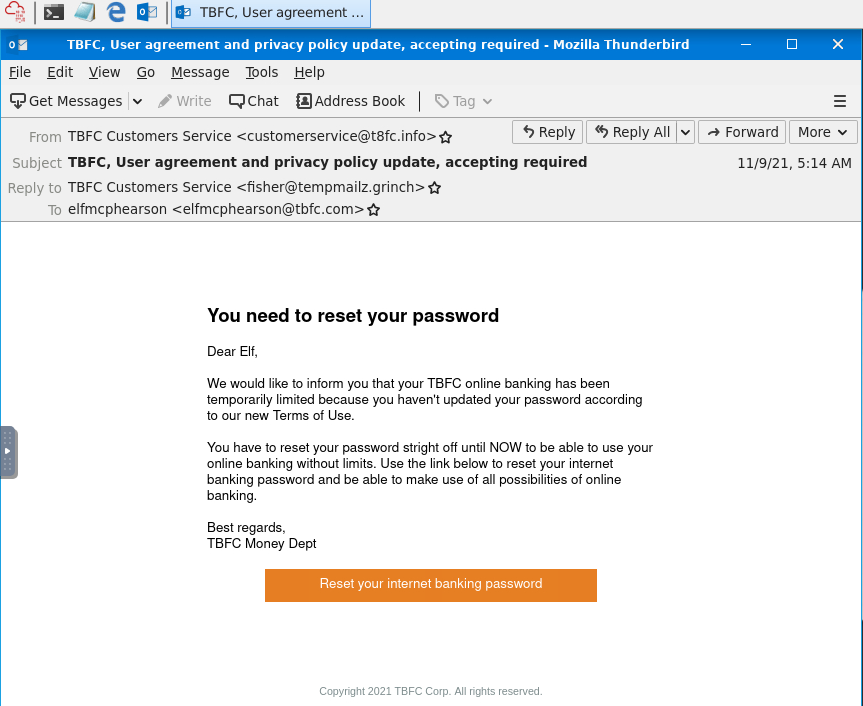 TBFC, User agreement ...
TBFC, User agreement and privacy policy update, accepting required - Mozilla Thunderbird
File Edit View Go Message Tools Help
Get Messages Write Chat Address Book Tag
From TBFC Customers Service <customerservice@t8fc.info> Reply Reply All Forward More
Subject TBFC, User agreement and privacy policy update, accepting required 11/9/21, 5:14 AM
Reply to TBFC Customers Service <fisher@tempmailz.grinch>
To elfmcphearson <elfmcphearson@tbfc.com>
You need to reset your password
Dear Elf,
We would like to inform you that your TBFC online banking has been
temporarily limited because you haven't updated your password according
to our new Terms of Use.
You have to reset your password stright off until NOW to be able to use your
online banking without limits. Use the link below to reset your internet
banking password and be able to make use of all possibilities of online
banking.
Best regards,
TBFC Money Dept
Reset your internet banking password
Copyright 2021 TBFC Corp. All rights reserved.